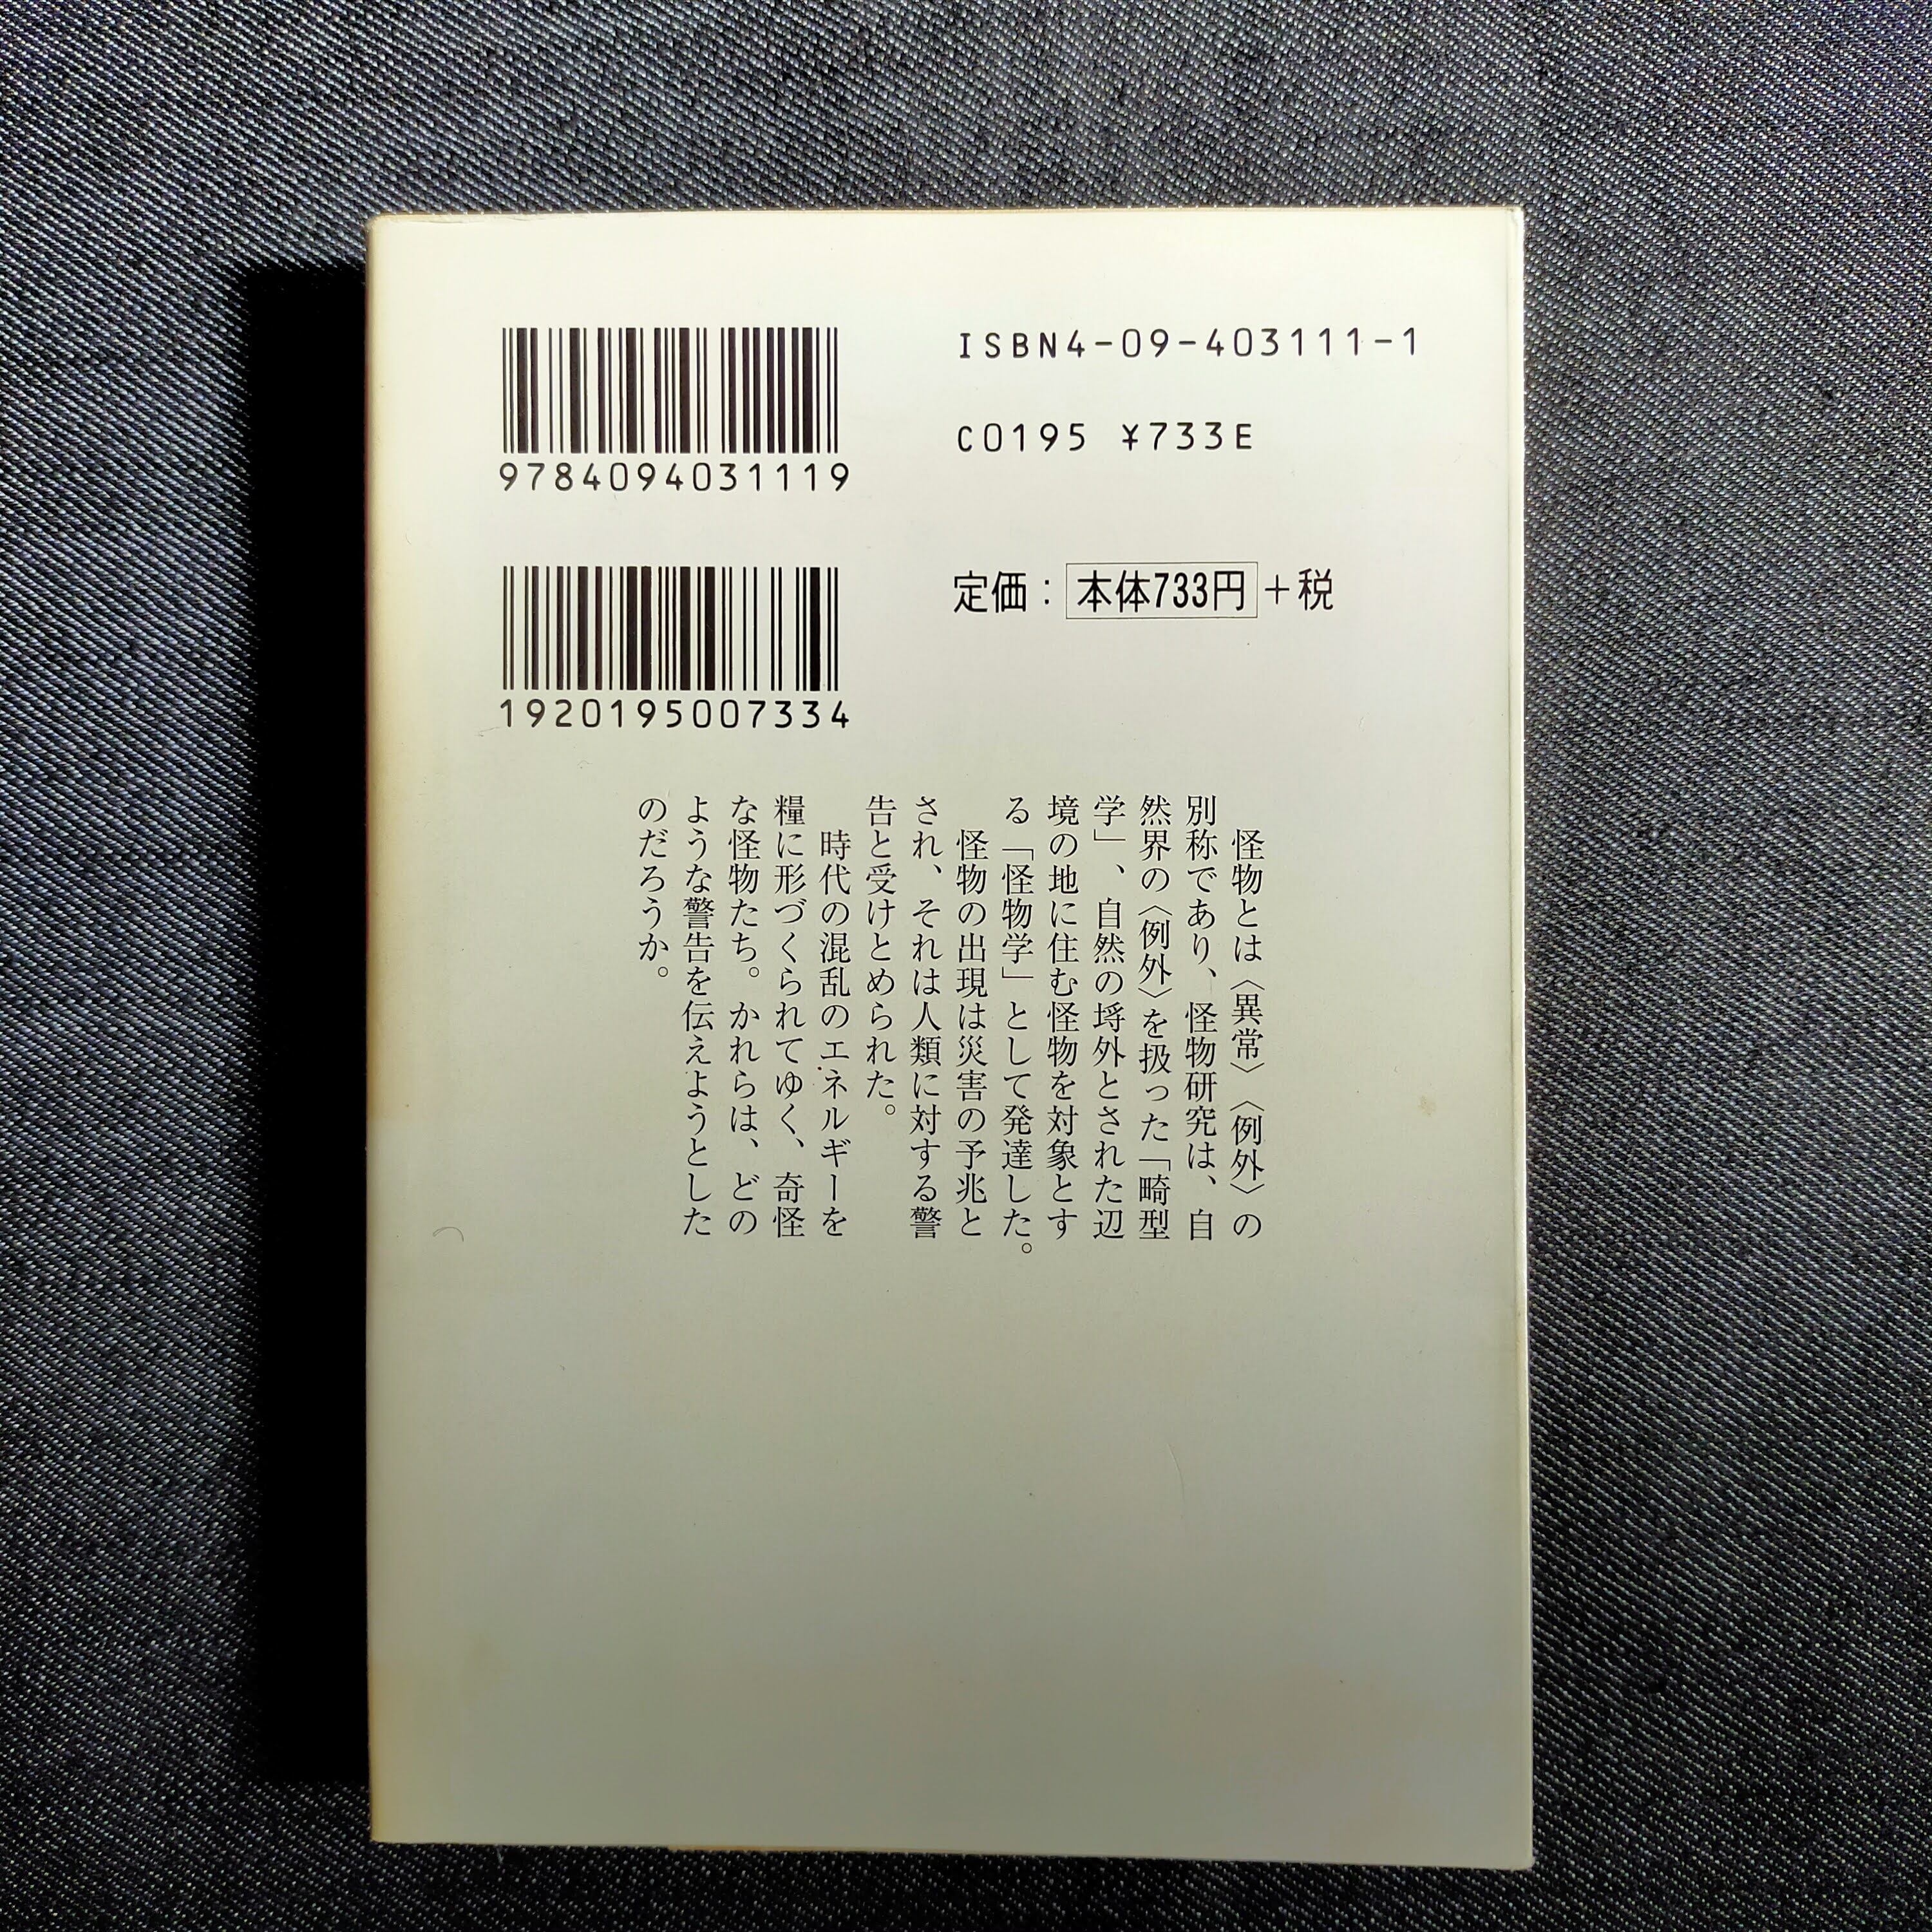 ISBN4-09-403111-1
C0195 ¥733E
9784094031119
定価：本体733円+税
1920195007334
怪物とは〈異常〉〈例外〉の
別称であり、怪物研究は、自
然界の〈例外〉を扱った「畸型
学」、自然の埒外とされた辺
境の地に住む怪物を対象とす
る「怪物学」として発達した。
怪物の出現は災害の予兆と
され、それは人類に対する警
告と受けとめられた。
時代の混乱のエネルギーを
糧に形づくられてゆく、奇怪
な怪物たち。かれらは、どの
ような警告を伝えようとした
のだろうか。